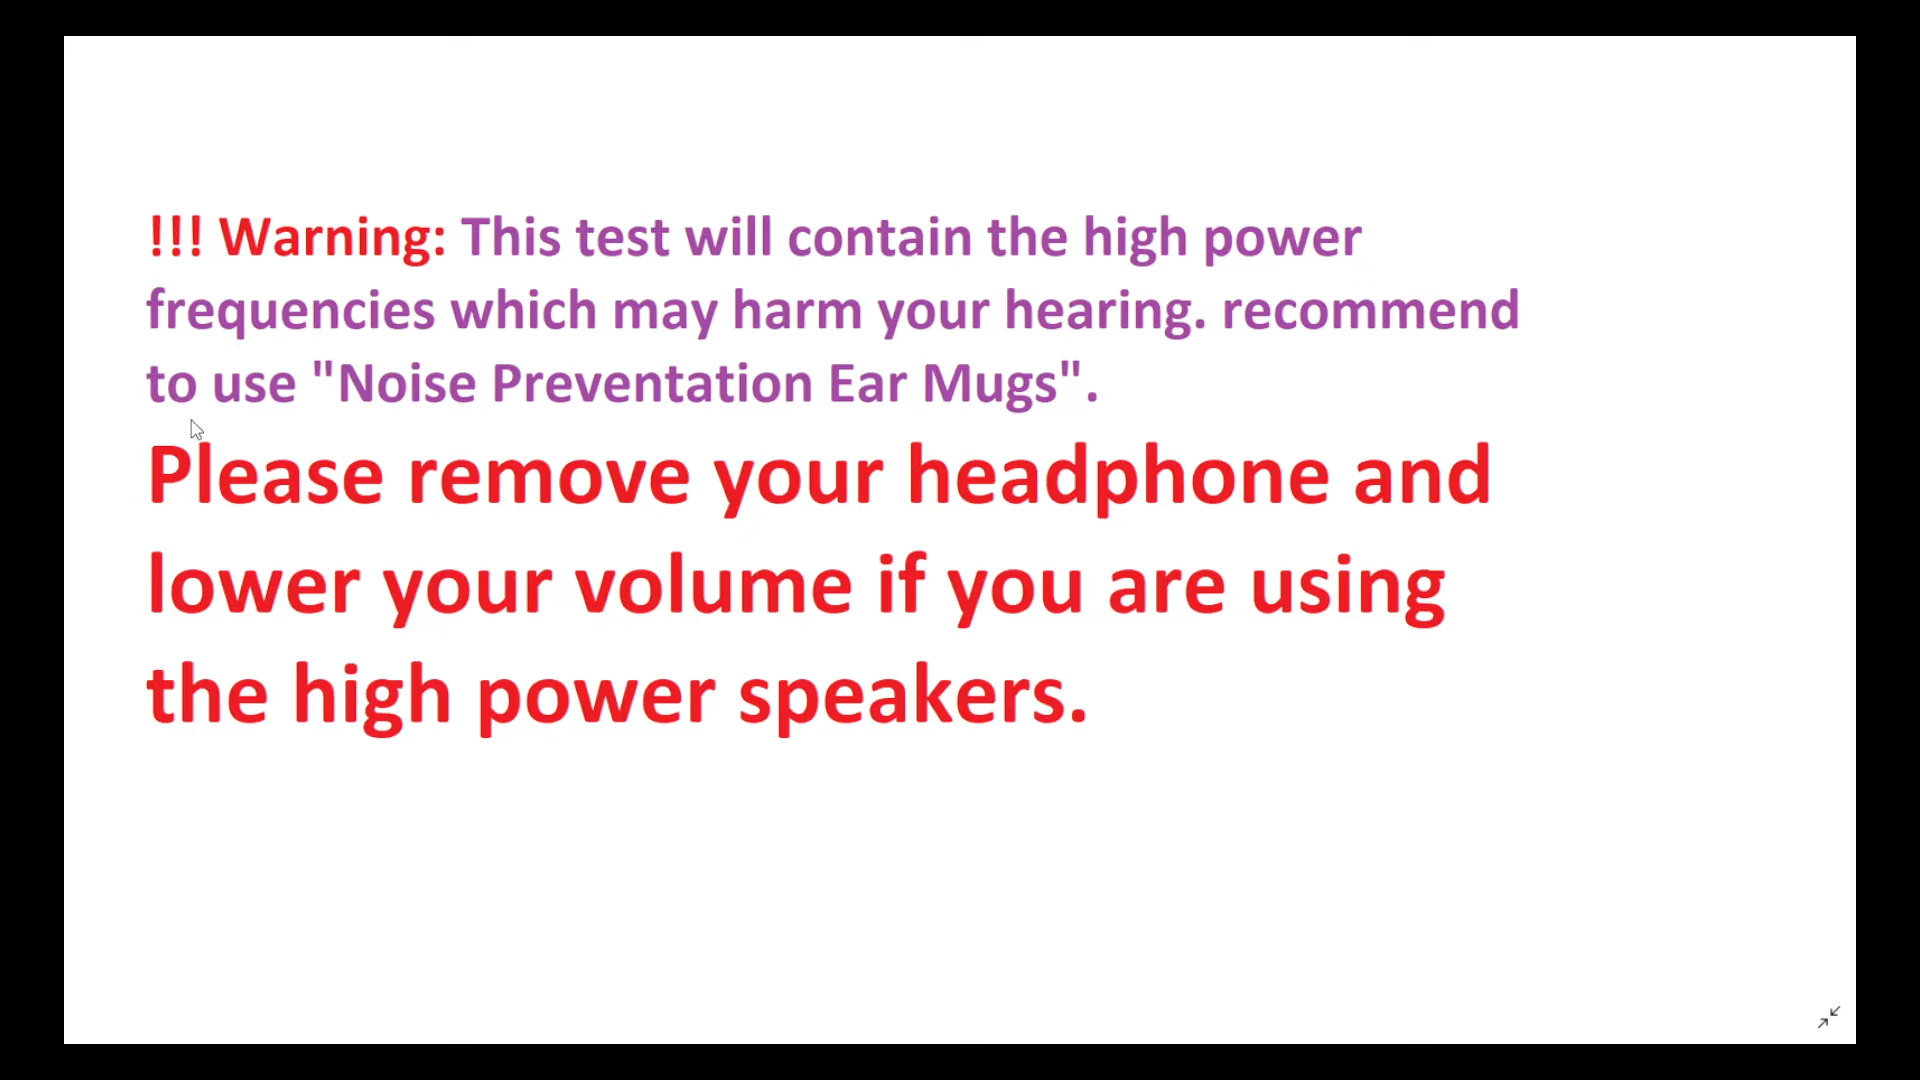 !!! Warning: This test will contain the high power
frequencies which may harm your hearing. recommend
to use "Noise Preventation Ear Mugs".
Please remove your headphone and
lower your volume if you are using
the high power speakers.